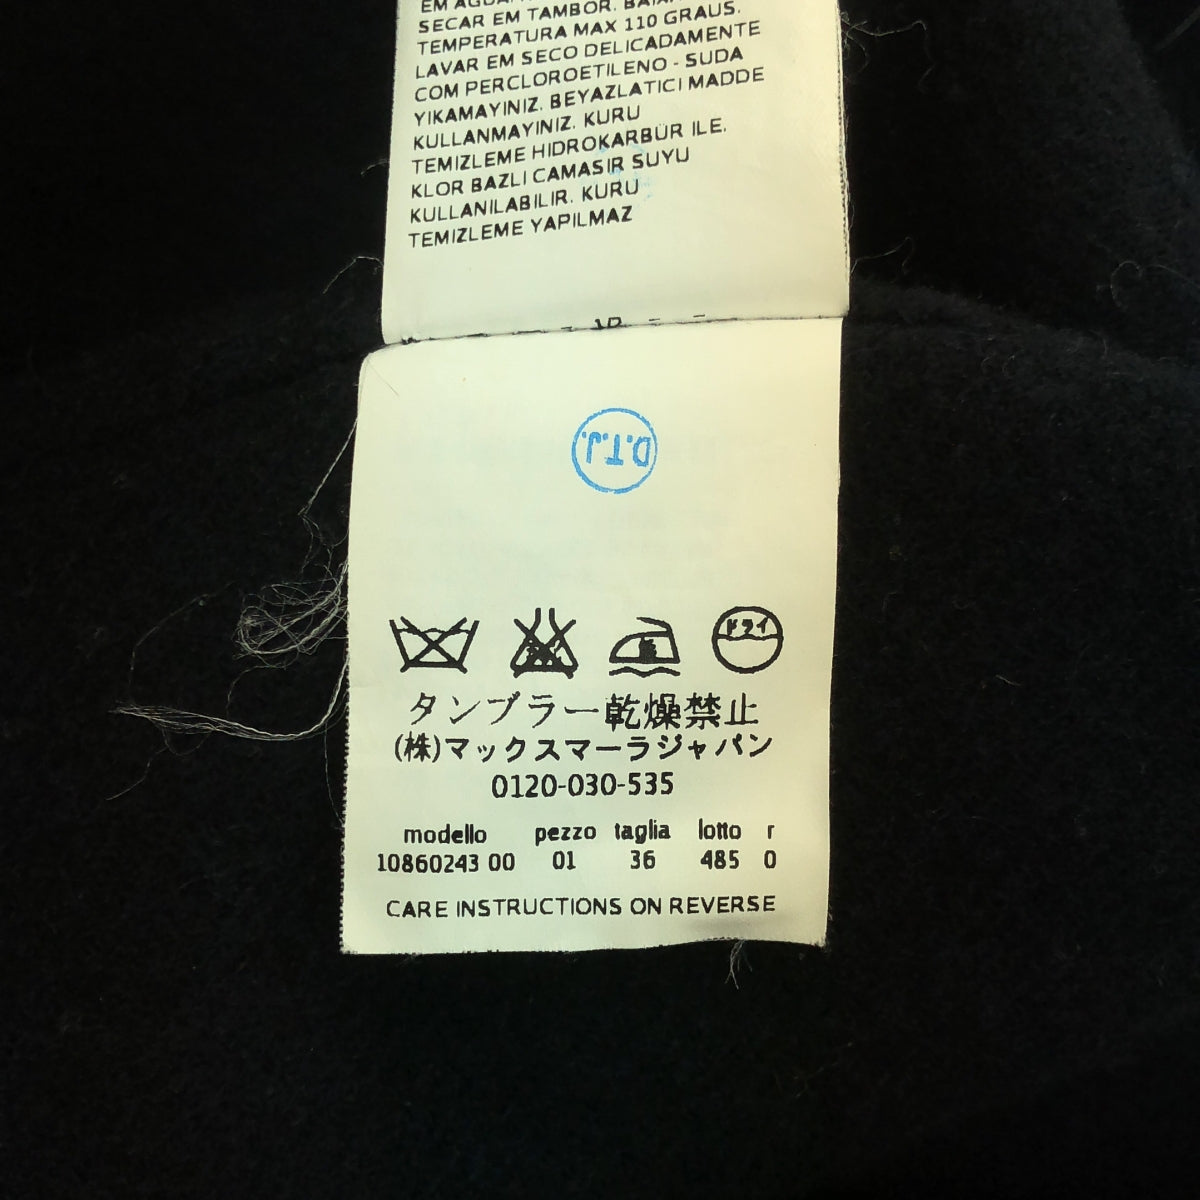 SECAR EM TAMBOR.
TEMPERATURA MAX 110 GRAUS.
LAVAR EM SECO DELICADAMENTE
COM PERCLOROETILENO - SUDA
YIKAMAYINIZ. BEYAZLATICI MADDE
KULLANMAYINIZ. KURU
TEMIZLEME HIDROKARBÜR ILE.
KLOR BAZLI CAMASIR SUYU
KULLANILABILIR. KURU
TEMIZLEME YAPILMAZ
D.T.J.
ドライ
タンブラー乾燥禁止
(株)マックスマーラジャパン
0120-030-535
modello pezzo taglia lotto r
10860243 00 01 36 485 0
CARE INSTRUCTIONS ON REVERSE